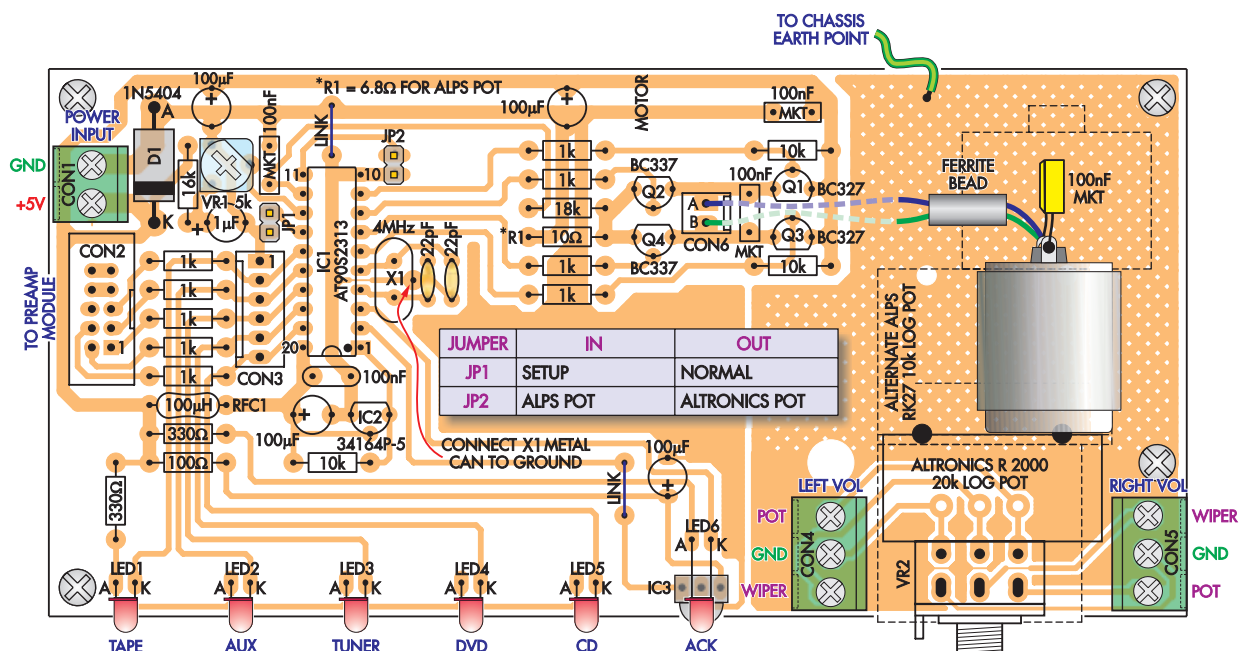 TO CHASSIS
EARTH POINT
100µF
1N5404
A
POWER
INPUT
GND
+5V
CON1
D1
K
16k
+
VR1~5k
+
1µF
100nF
MKT
JP1
*R1 = 6.8Ω FOR ALPS POT
LINK
JP2
11
10
IC1
AT90S2313
20
1
4MHz
X1
22pF
22pF
100µF
+
1k
1k
18k
*R1
10Ω
1k
1k
MOTOR
100nF
MKT
10k
BC337
Q2
100nF
Q1
BC327
A
B
CON6
MKT
Q4
BC337
Q3
BC327
10k
FERRITE
BEAD
100nF
MKT
ALTERNATE ALPS
RK27 10k LOG POT
CON2
1
TO PREAMP
MODULE
1k
1k
1k
1k
1k
1
CON3
100µH
RFC1
330Ω
100Ω
330Ω
100nF
+
100µF
IC2
34164P-5
10k
JUMPER IN OUT
JP1 SETUP NORMAL
JP2 ALPS POT ALTRONICS POT
CONNECT X1 METAL
CAN TO GROUND
LINK
100µF
+
ALTRONICS R 2000
20k LOG POT
LEFT VOL
POT
GND
WIPER
CON4
VR2
RIGHT VOL
WIPER
GND
POT
CON5
LED1
A K
TAPE
LED2
A K
AUX
LED3
A K
TUNER
LED4
A K
DVD
LED5
A K
CD
LED6
A K
IC3
ACK